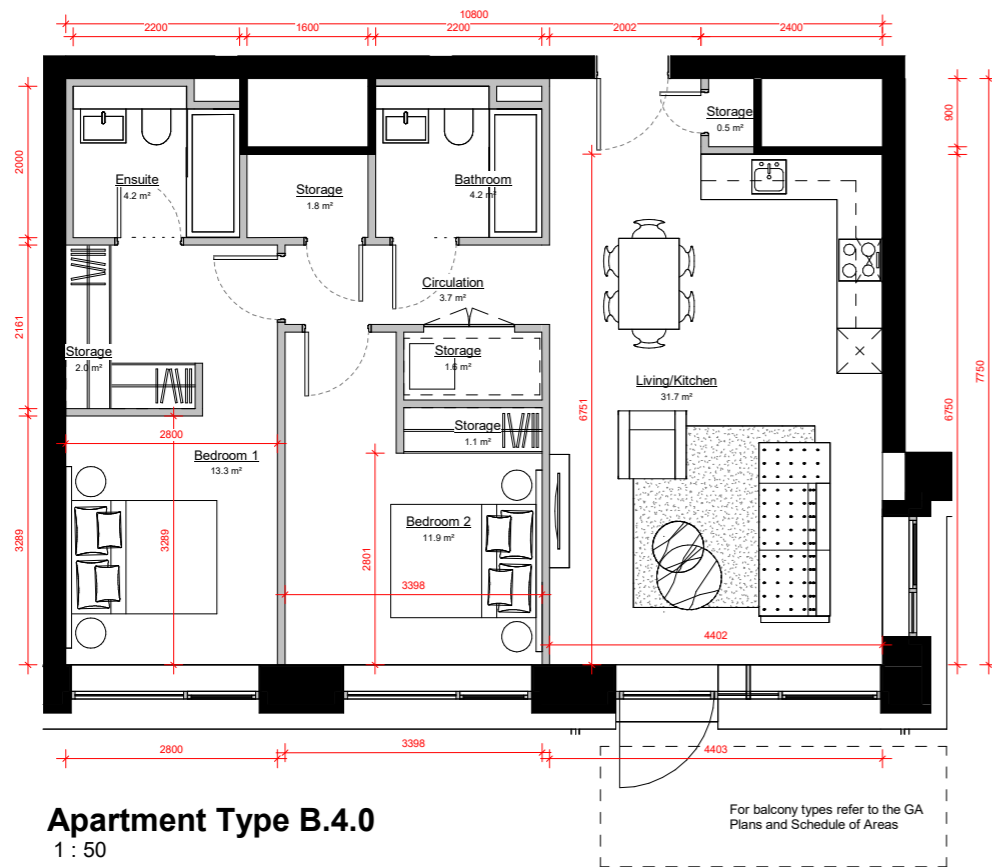 10800
2200
1600
2200
2002
2400
Storage
0.5 m²
900
2000
Ensuite
4.2 m²
Storage
1.8 m²
Bathroom
4.2 m²
Circulation
3.7 m²
2161
Storage
2.0 m²
Storage
1.6 m²
Living/Kitchen
31.7 m²
6751
6750
7750
2800
Storage
1.1 m²
Bedroom 1
13.3 m²
3289
3289
Bedroom 2
11.9 m²
2801
3398
4402
2800
3398
4403
Apartment Type B.4.0
1 : 50
For balcony types refer to the GA
Plans and Schedule of Areas